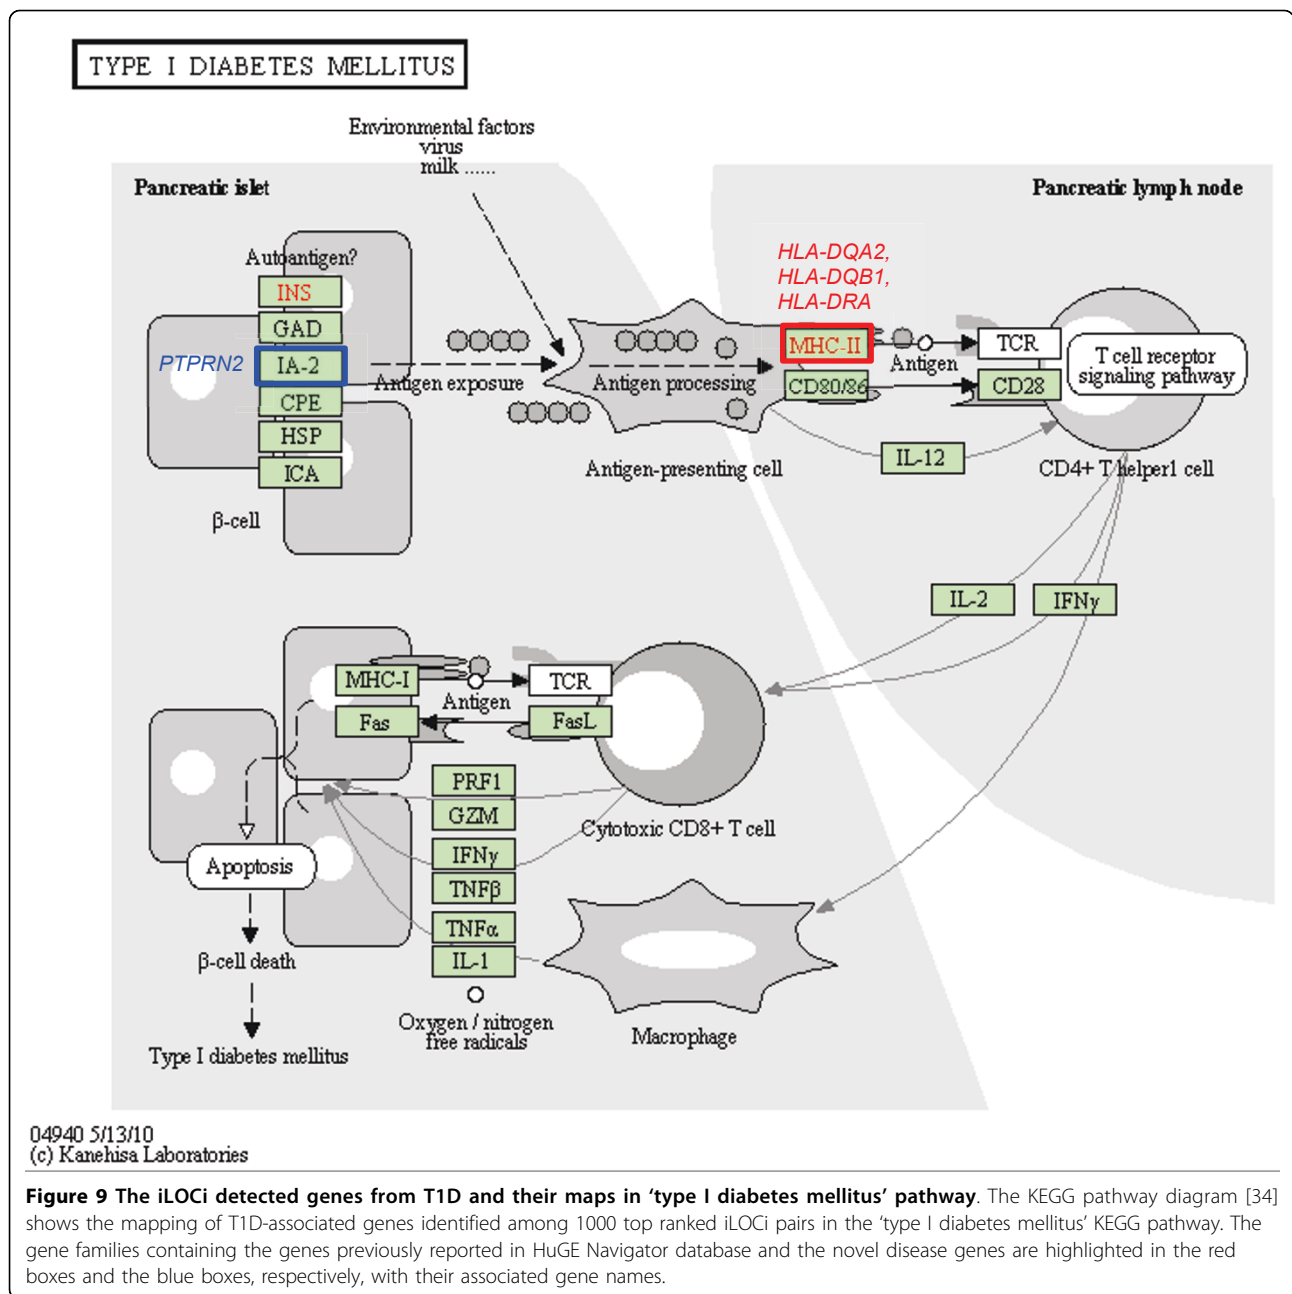 TYPE I DIABETES MELLITUS
Environmental factors
virus
milk ......
Pancreatic islet
Pancreatic lymph node
Autoantigen?
INS
GAD
IA-2
CPE
HSP
ICA
PTPRN2
β-cell
Antigen exposure
Antigen processing
Antigen-presenting cell
HLA-DQA2,
HLA-DQB1,
HLA-DRA
MHC-II
CD80/86
Antigen
TCR
CD28
T cell receptor
signaling pathway
IL-12
CD4+ T helper1 cell
IL-2
IFNγ
MHC-I
Fas
Antigen
TCR
FasL
Cytotoxic CD8+ T cell
PRF1
GZM
IFNγ
TNFβ
TNFα
IL-1
Oxygen / nitrogen
free radicals
Macrophage
Apoptosis
β-cell death
Type I diabetes mellitus
04940 5/13/10
(c) Kanehisa Laboratories
Figure 9 The iLOCi detected genes from T1D and their maps in ‘type I diabetes mellitus’ pathway. The KEGG pathway diagram [34]
shows the mapping of T1D-associated genes identified among 1000 top ranked iLOCi pairs in the ‘type I diabetes mellitus’ KEGG pathway. The
gene families containing the genes previously reported in HuGE Navigator database and the novel disease genes are highlighted in the red
boxes and the blue boxes, respectively, with their associated gene names.